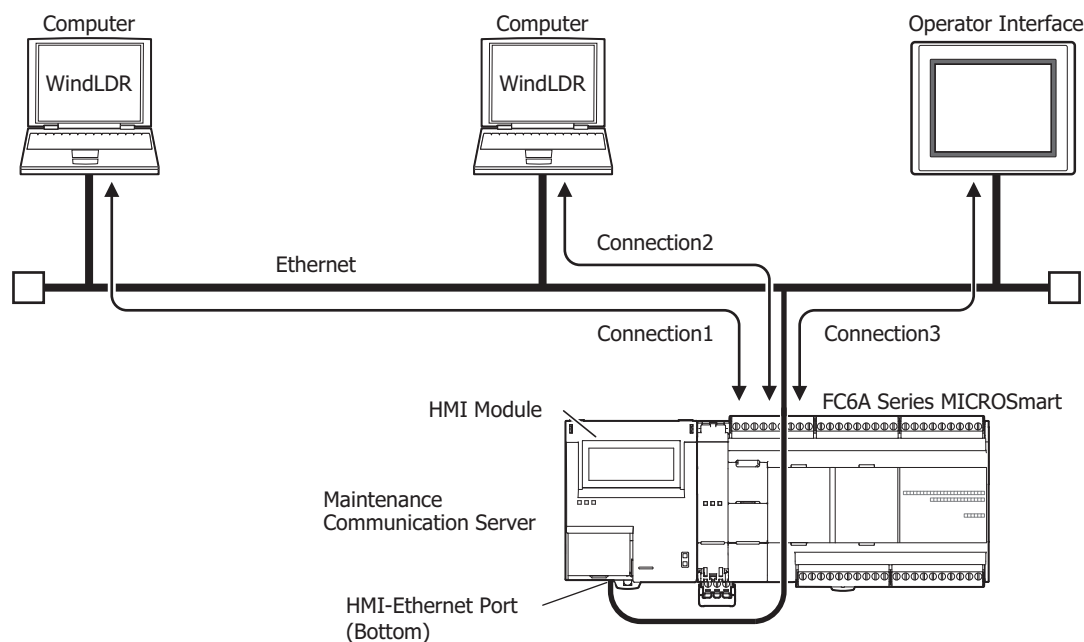 Computer
Computer
Operator Interface
WindLDR
WindLDR
Connection2
Ethernet
Connection1
Connection3
FC6A Series MICROSmart
HMI Module
Maintenance
Communication Server
HMI-Ethernet Port
(Bottom)